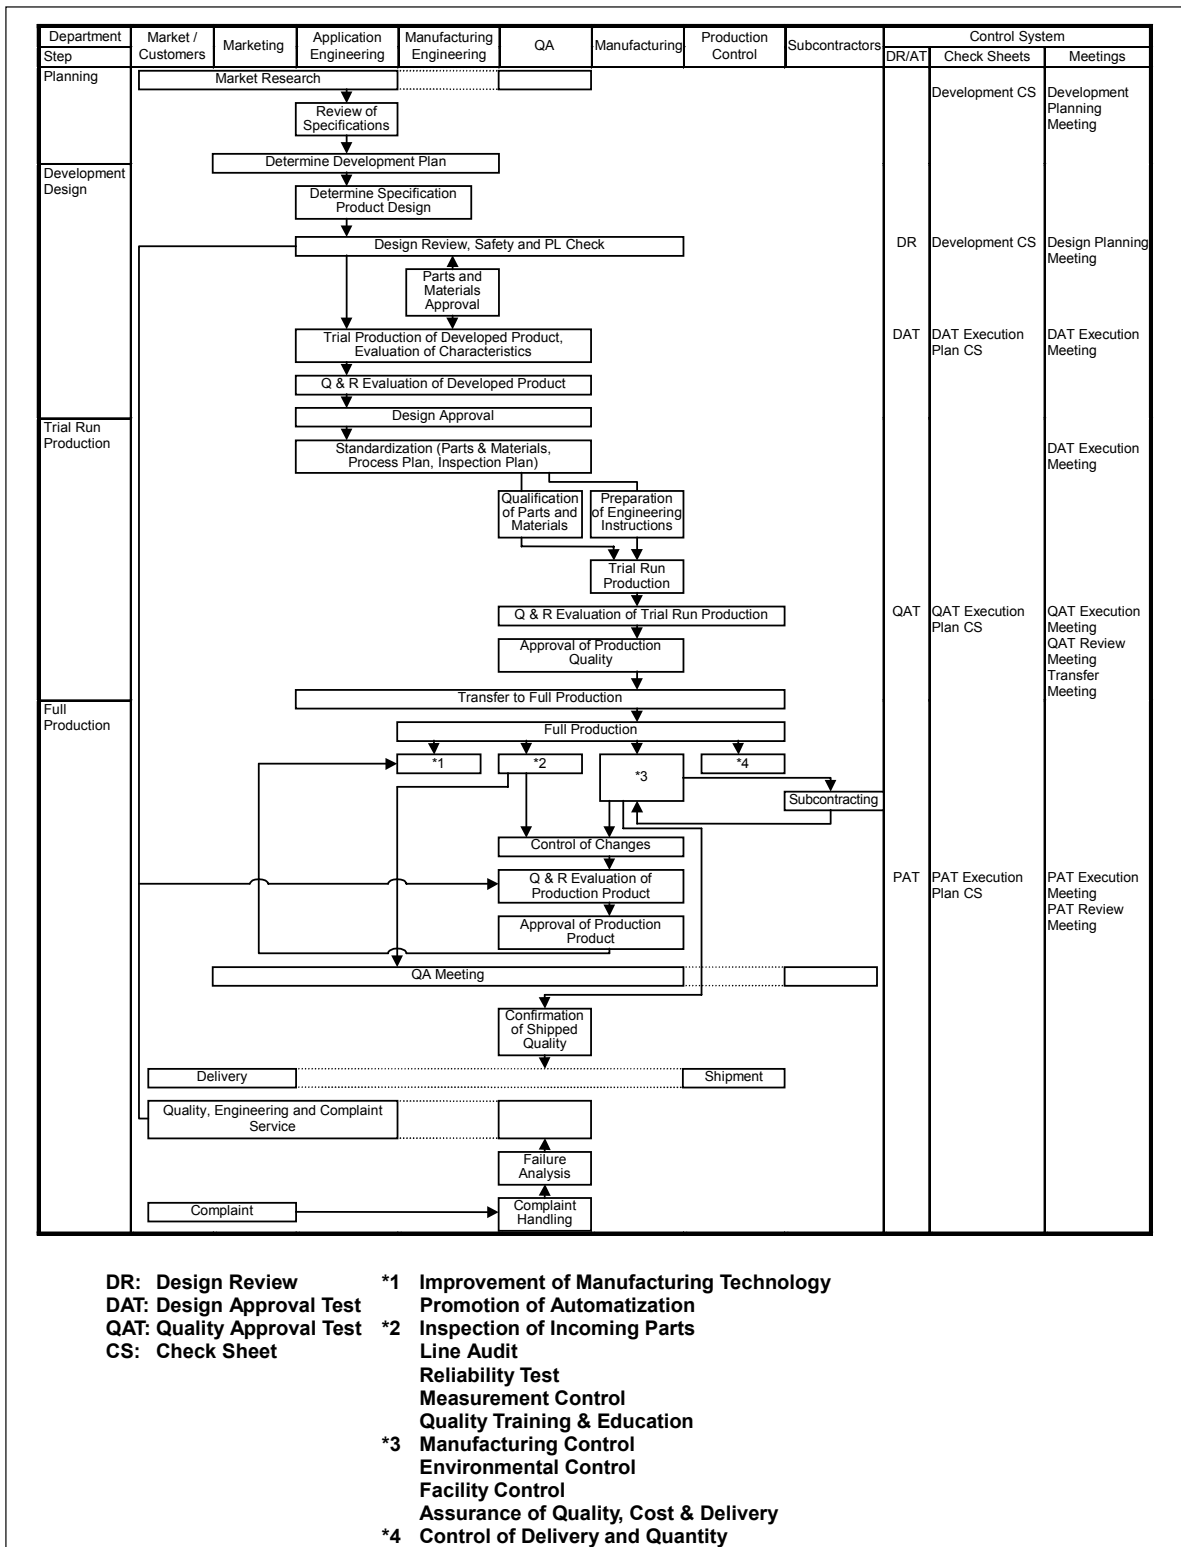 Department
Step
Market /
Customers
Marketing
Application
Engineering
Manufacturing
Engineering
QA
Manufacturing
Production
Control
Subcontractors
Control System
DR/AT
Check Sheets
Meetings
Planning
Market Research
Development CS
Development
Planning
Meeting
Review of
Specifications
Determine Development Plan
Development
Design
Determine Specification
Product Design
Design Review, Safety and PL Check
DR
Development CS
Design Planning
Meeting
Parts and
Materials
Approval
Trial Production of Developed Product,
Evaluation of Characteristics
DAT
DAT Execution
Plan CS
DAT Execution
Meeting
Q & R Evaluation of Developed Product
Design Approval
Trial Run
Production
Standardization (Parts & Materials,
Process Plan, Inspection Plan)
DAT Execution
Meeting
Qualification
of Parts and
Materials
Preparation
of Engineering
Instructions
Trial Run
Production
Q & R Evaluation of Trial Run Production
QAT
QAT Execution
Plan CS
QAT Execution
Meeting
QAT Review
Meeting
Transfer
Meeting
Approval of Production
Quality
Transfer to Full Production
Full
Production
Full Production
*1
*2
*3
*4
Subcontracting
Control of Changes
Q & R Evaluation of
Production Product
PAT
PAT Execution
Plan CS
PAT Execution
Meeting
PAT Review
Meeting
Approval of Production
Product
QA Meeting
Confirmation
of Shipped
Quality
Delivery
Shipment
Quality, Engineering and Complaint
Service
Failure
Analysis
Complaint
Complaint
Handling
DR: Design Review
DAT: Design Approval Test
QAT: Quality Approval Test
CS: Check Sheet
*1 Improvement of Manufacturing Technology
Promotion of Automatization
*2 Inspection of Incoming Parts
Line Audit
Reliability Test
Measurement Control
Quality Training & Education
*3 Manufacturing Control
Environmental Control
Facility Control
Assurance of Quality, Cost & Delivery
*4 Control of Delivery and Quantity